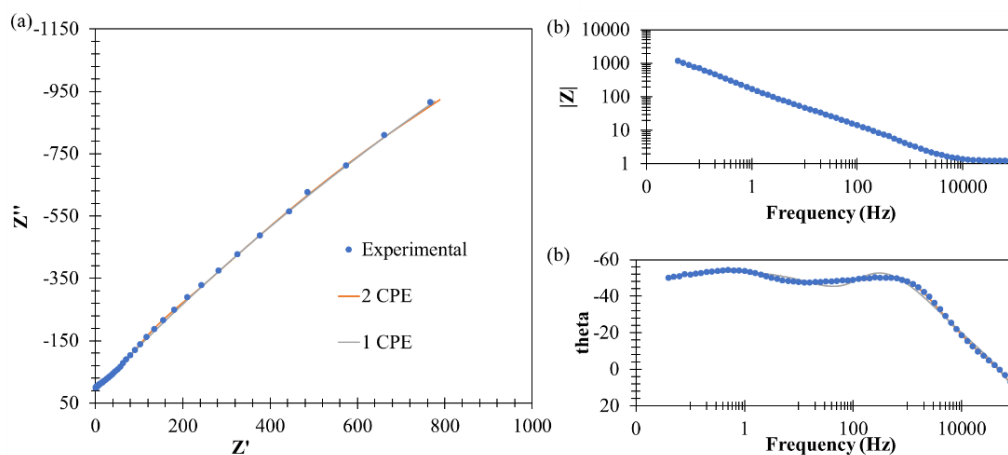 (a)
-1150
-950
-750
-550
-350
-150
50
Z''
Experimental
2 CPE
1 CPE
0 200 400 600 800 1000
Z'
(b)
10000
1000
100
10
1
|Z|
0 1 100 10000
Frequency (Hz)
(b)
-60
-40
-20
0
20
theta
0 1 100 10000
Frequency (Hz)